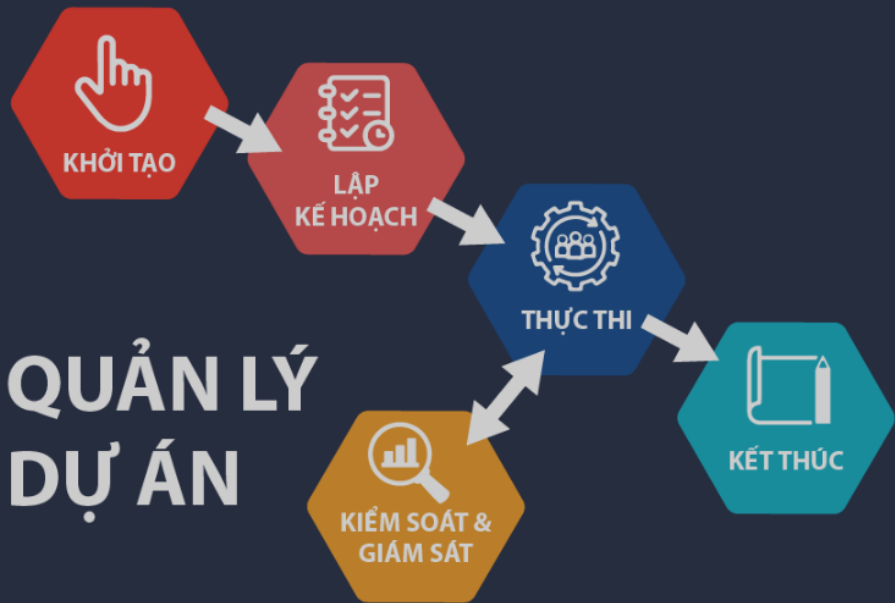 KHỞI TẠO
LẬP
KẾ HOẠCH
THỰC THI
QUẢN LÝ
DỰ ÁN
KẾT THÚC
KIỂM SOÁT &
GIÁM SÁT